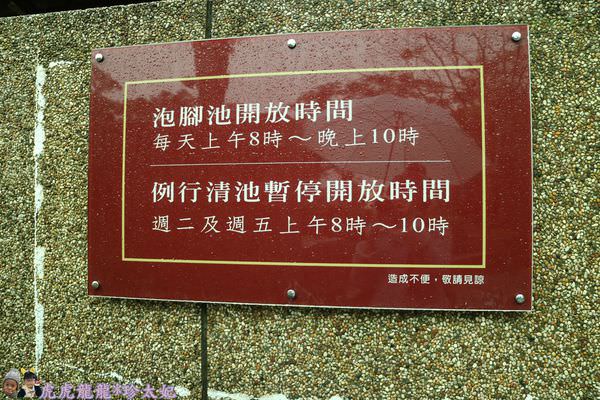 泡腳池開放時間
每天上午8時～晚上10時
例行清池暫停開放時間
週二及週五上午8時～10時
造成不便，敬請見諒
虎虎龍龍*珍太妃